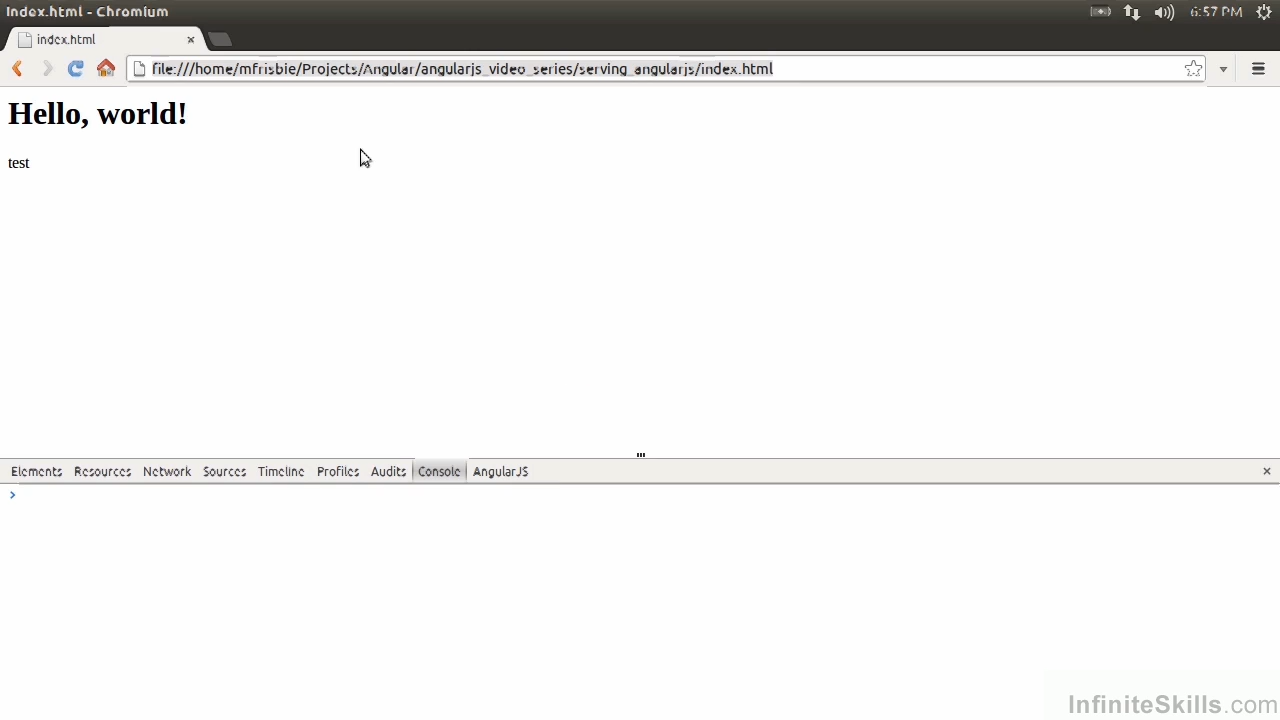 index.html - Chromium
6:57 PM
index.html
file:///home/mfrisbie/Projects/Angular/angularjs_video_series/serving_angularjs/index.html
Hello, world!
test
Elements Resources Network Sources Timeline Profiles Audits Console AngularJS
InfiniteSkills.com